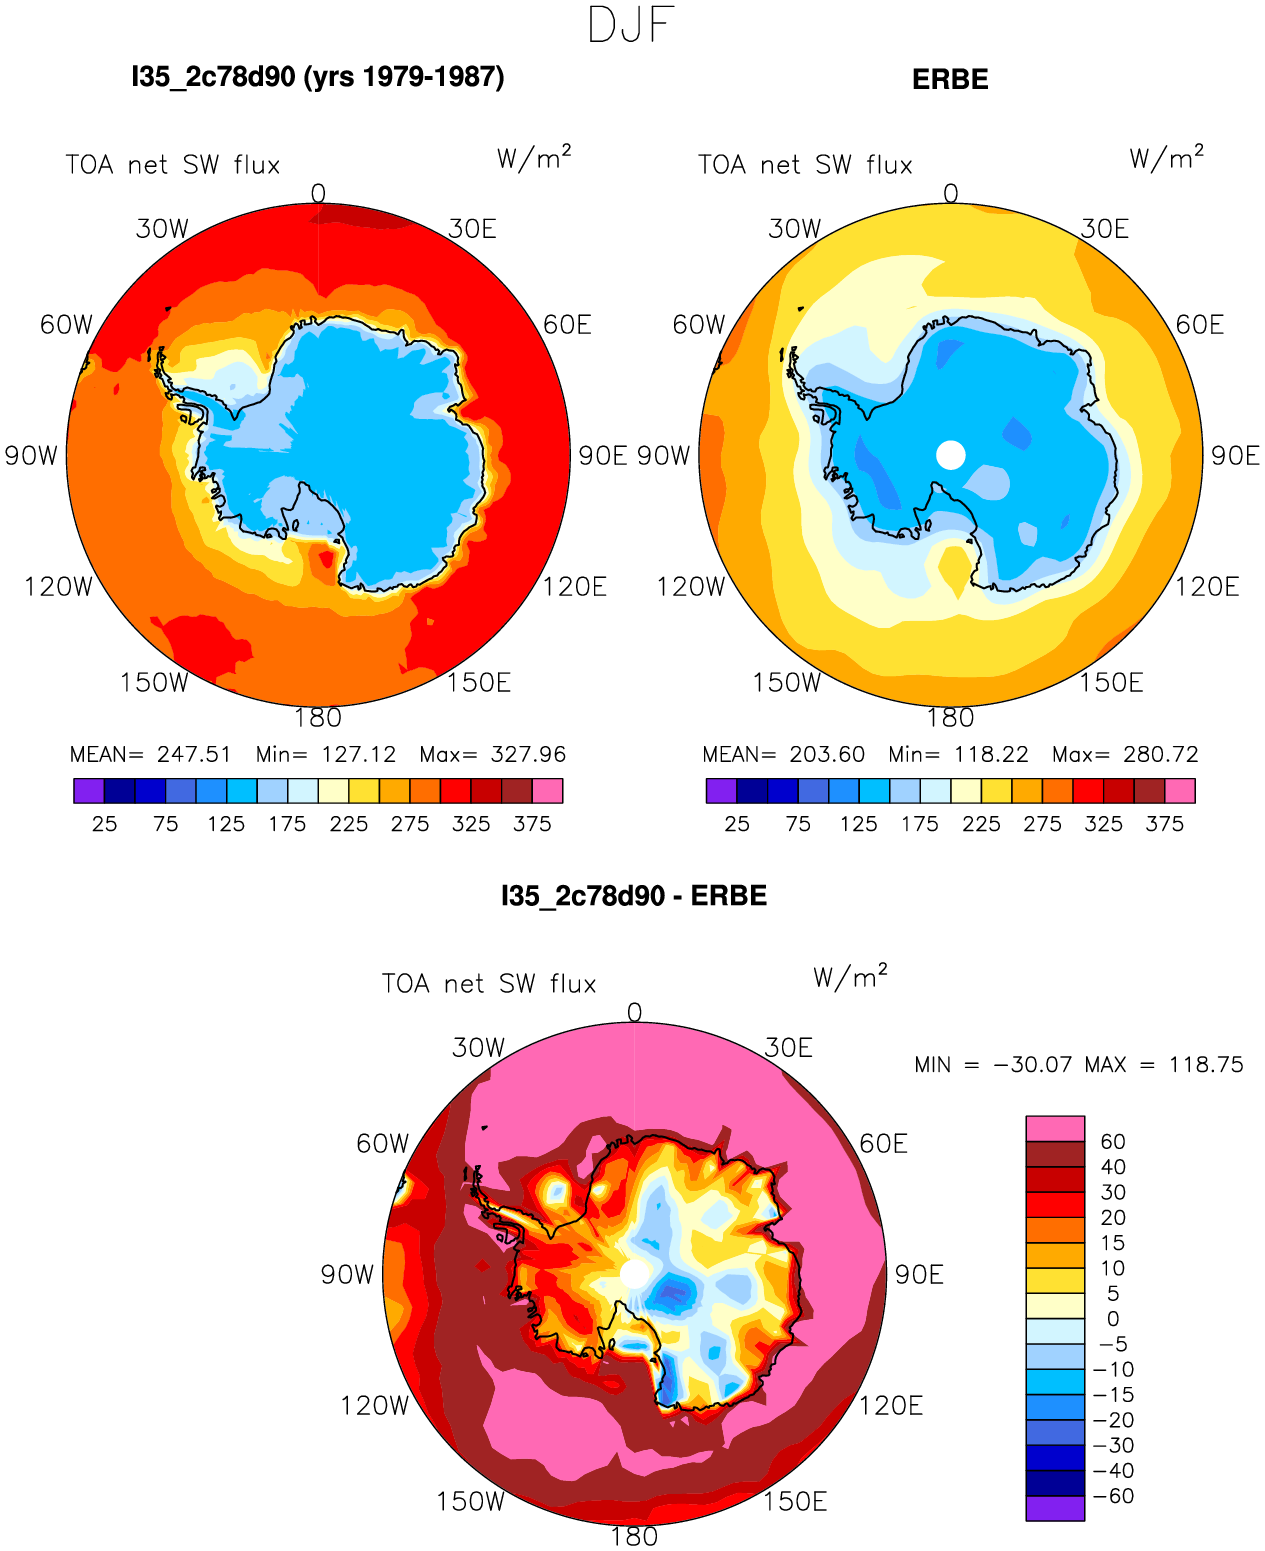 DJF
I35_2c78d90 (yrs 1979-1987)
ERBE
TOA net SW flux W/m2
TOA net SW flux W/m2
0
30W 30E
60W 60E
90W 90E
120W 120E
150W 150E
180
0
30W 30E
60W 60E
90W 90E
120W 120E
150W 150E
180
MEAN= 247.51 Min= 127.12 Max= 327.96
25 75 125 175 225 275 325 375
MEAN= 203.60 Min= 118.22 Max= 280.72
25 75 125 175 225 275 325 375
I35_2c78d90 - ERBE
TOA net SW flux W/m2
0
30W 30E
60W 60E
90W 90E
120W 120E
150W 150E
180
MIN = -30.07 MAX = 118.75
60
40
30
20
15
10
5
0
-5
-10
-15
-20
-30
-40
-60